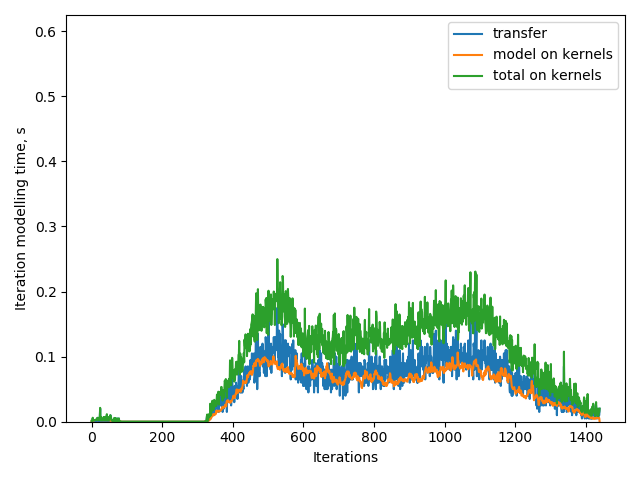 transfer
model on kernels
total on kernels
Iteration modelling time, s
0.6
0.5
0.4
0.3
0.2
0.1
0.0
0 200 400 600 800 1000 1200 1400
Iterations